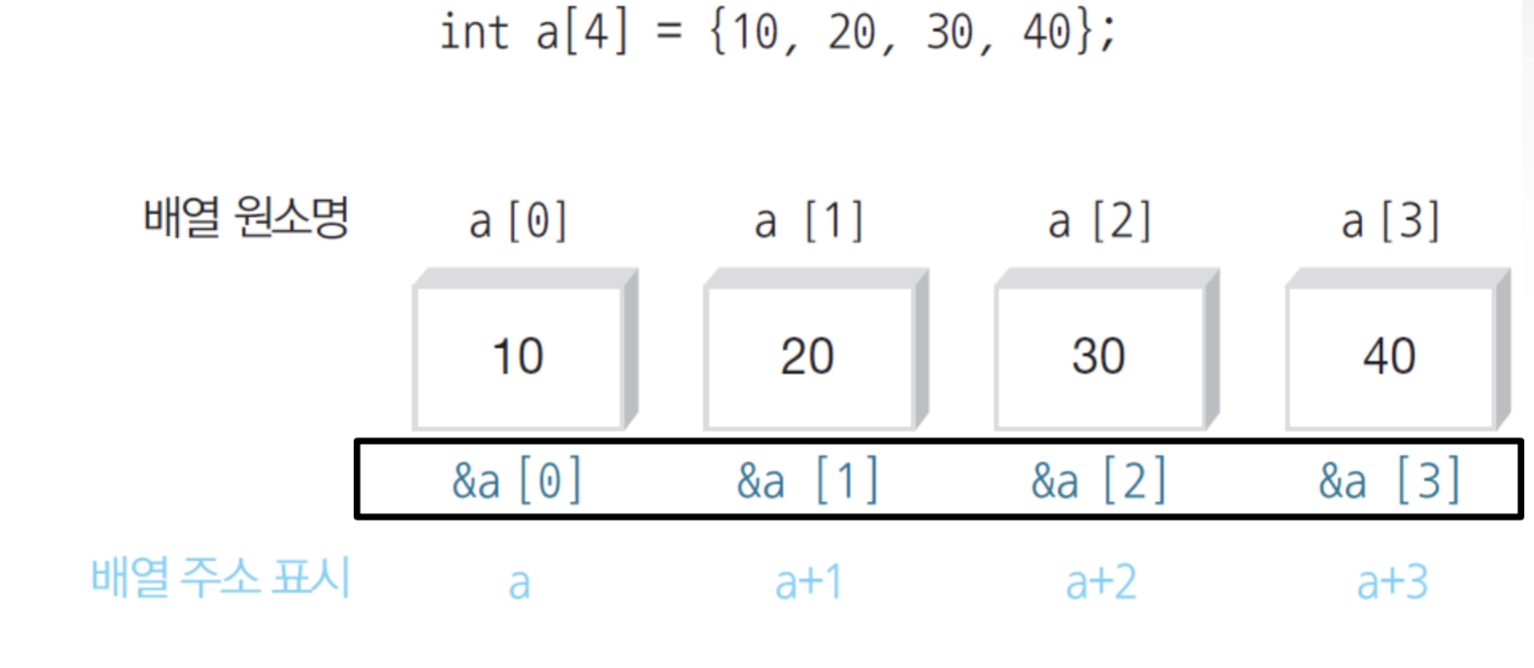 int a[4] = {10, 20, 30, 40};
배열 원소명 a[0] a [1] a [2] a[3]
10 20 30 40
&a[0] &a [1] &a [2] &a [3]
배열 주소 표시 a a+1 a+2 a+3